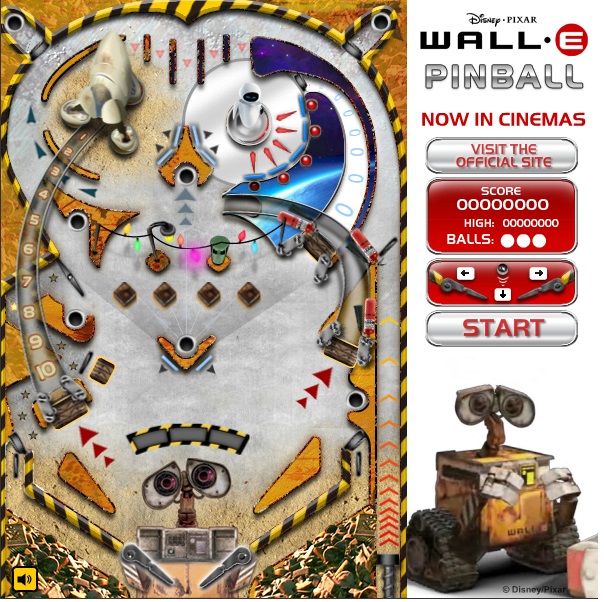 Disney · PIXAR
WALL·E
PINBALL
NOW IN CINEMAS
VISIT THE
OFFICIAL SITE
SCORE
00000000
HIGH: 00000000
BALLS:
START
1
2
3
4
5
6
7
8
9
10
WALL·E
© Disney/Pixar